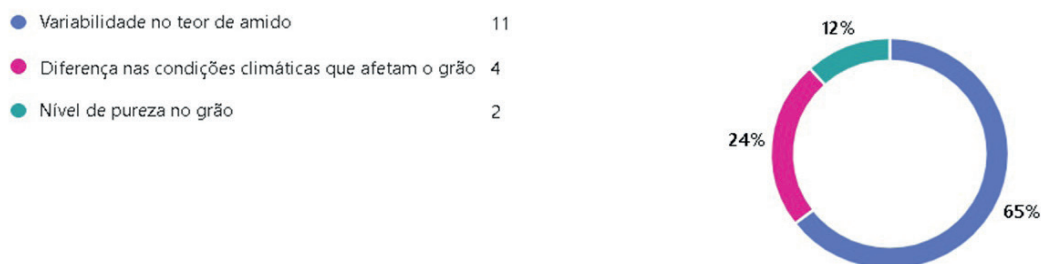 Variabilidade no teor de amido 11
Diferença nas condições climáticas que afetam o grão 4
Nível de pureza no grão 2
12%
24%
65%